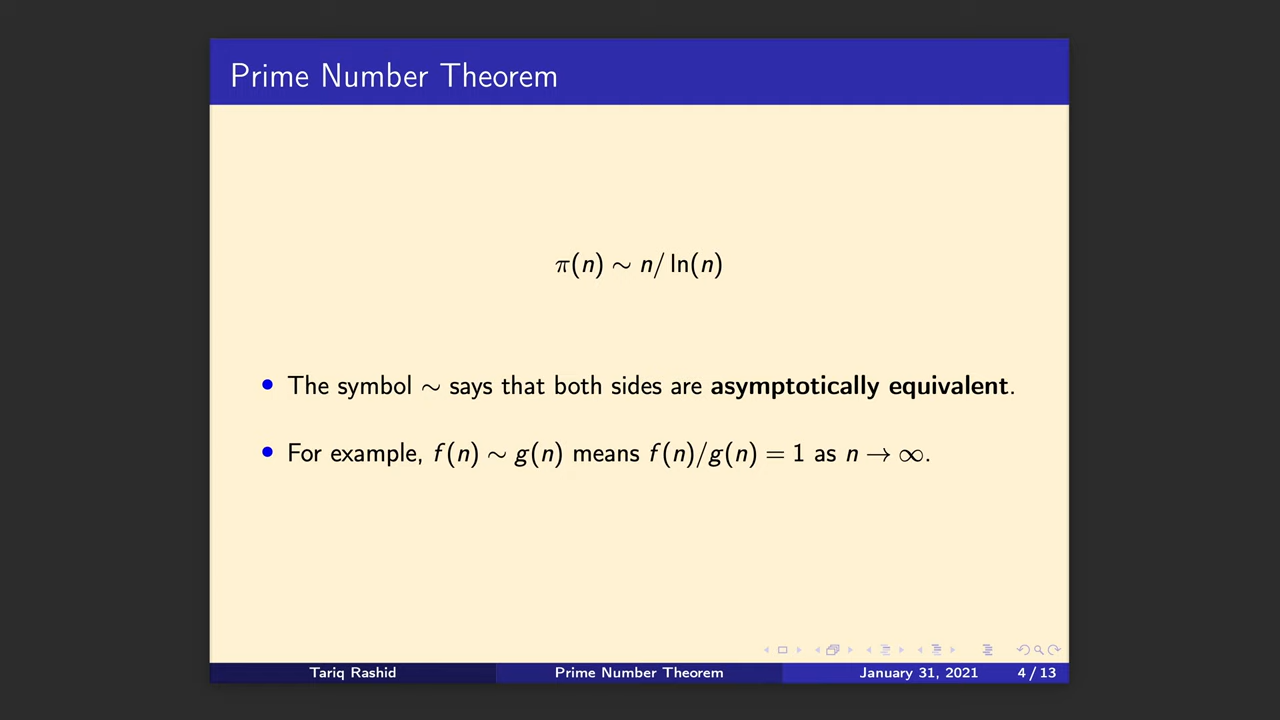 Prime Number Theorem
π(n) ∼ n/ ln(n)
• The symbol ∼ says that both sides are asymptotically equivalent.
• For example, f(n) ∼ g(n) means f(n)/g(n) = 1 as n → ∞.
Tariq Rashid Prime Number Theorem January 31, 2021 4 / 13